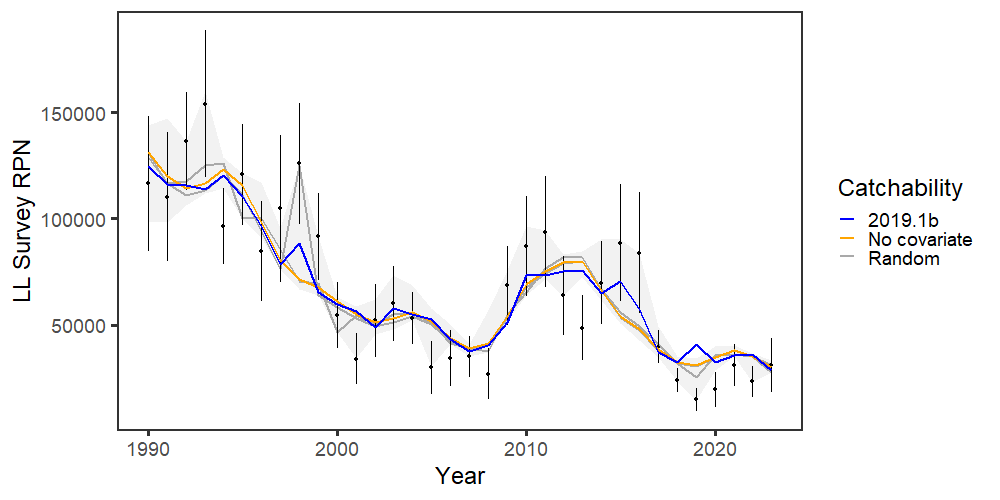 LL Survey RPN
150000
100000
50000
1990
2000
2010
2020
Year
Catchability
2019.1b
No covariate
Random